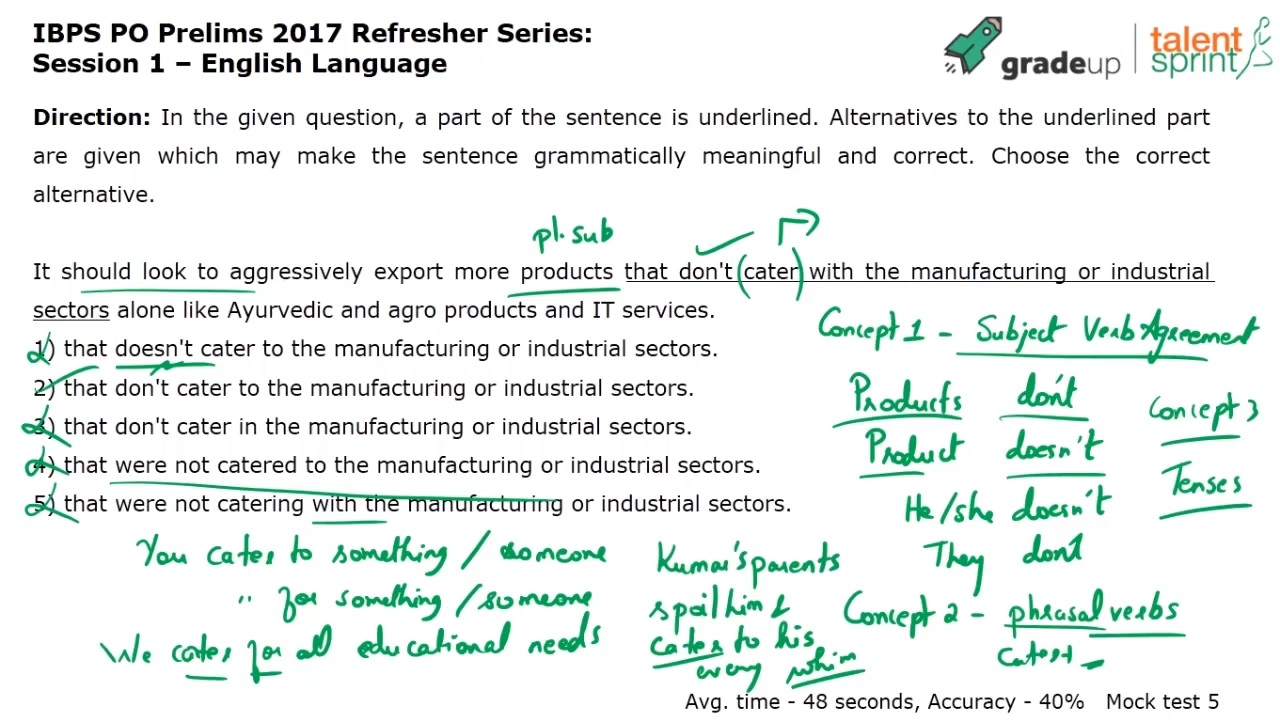 IBPS PO Prelims 2017 Refresher Series:
Session 1 – English Language
gradeup
talent
sprint
Direction: In the given question, a part of the sentence is underlined. Alternatives to the underlined part
are given which may make the sentence grammatically meaningful and correct. Choose the correct
alternative.
pl. sub
It should look to aggressively export more products that don't (cater) with the manufacturing or industrial
sectors alone like Ayurvedic and agro products and IT services.
Concept 1 - Subject Verb Agreement
1) that doesn't cater to the manufacturing or industrial sectors.
2) that don't cater to the manufacturing or industrial sectors.
3) that don't cater in the manufacturing or industrial sectors.
4) that were not catered to the manufacturing or industrial sectors.
5) that were not catering with the manufacturing or industrial sectors.
Products don't
Product doesn't
He/she doesn't
They don't
Concept 3
Tenses
You cater to something / someone
" for something / someone
We cater for all educational needs
Kumar's parents
spoil him &
cater to his
every whim
Concept 2 - phrasal verbs
Cater + -
Avg. time - 48 seconds, Accuracy - 40% Mock test 5